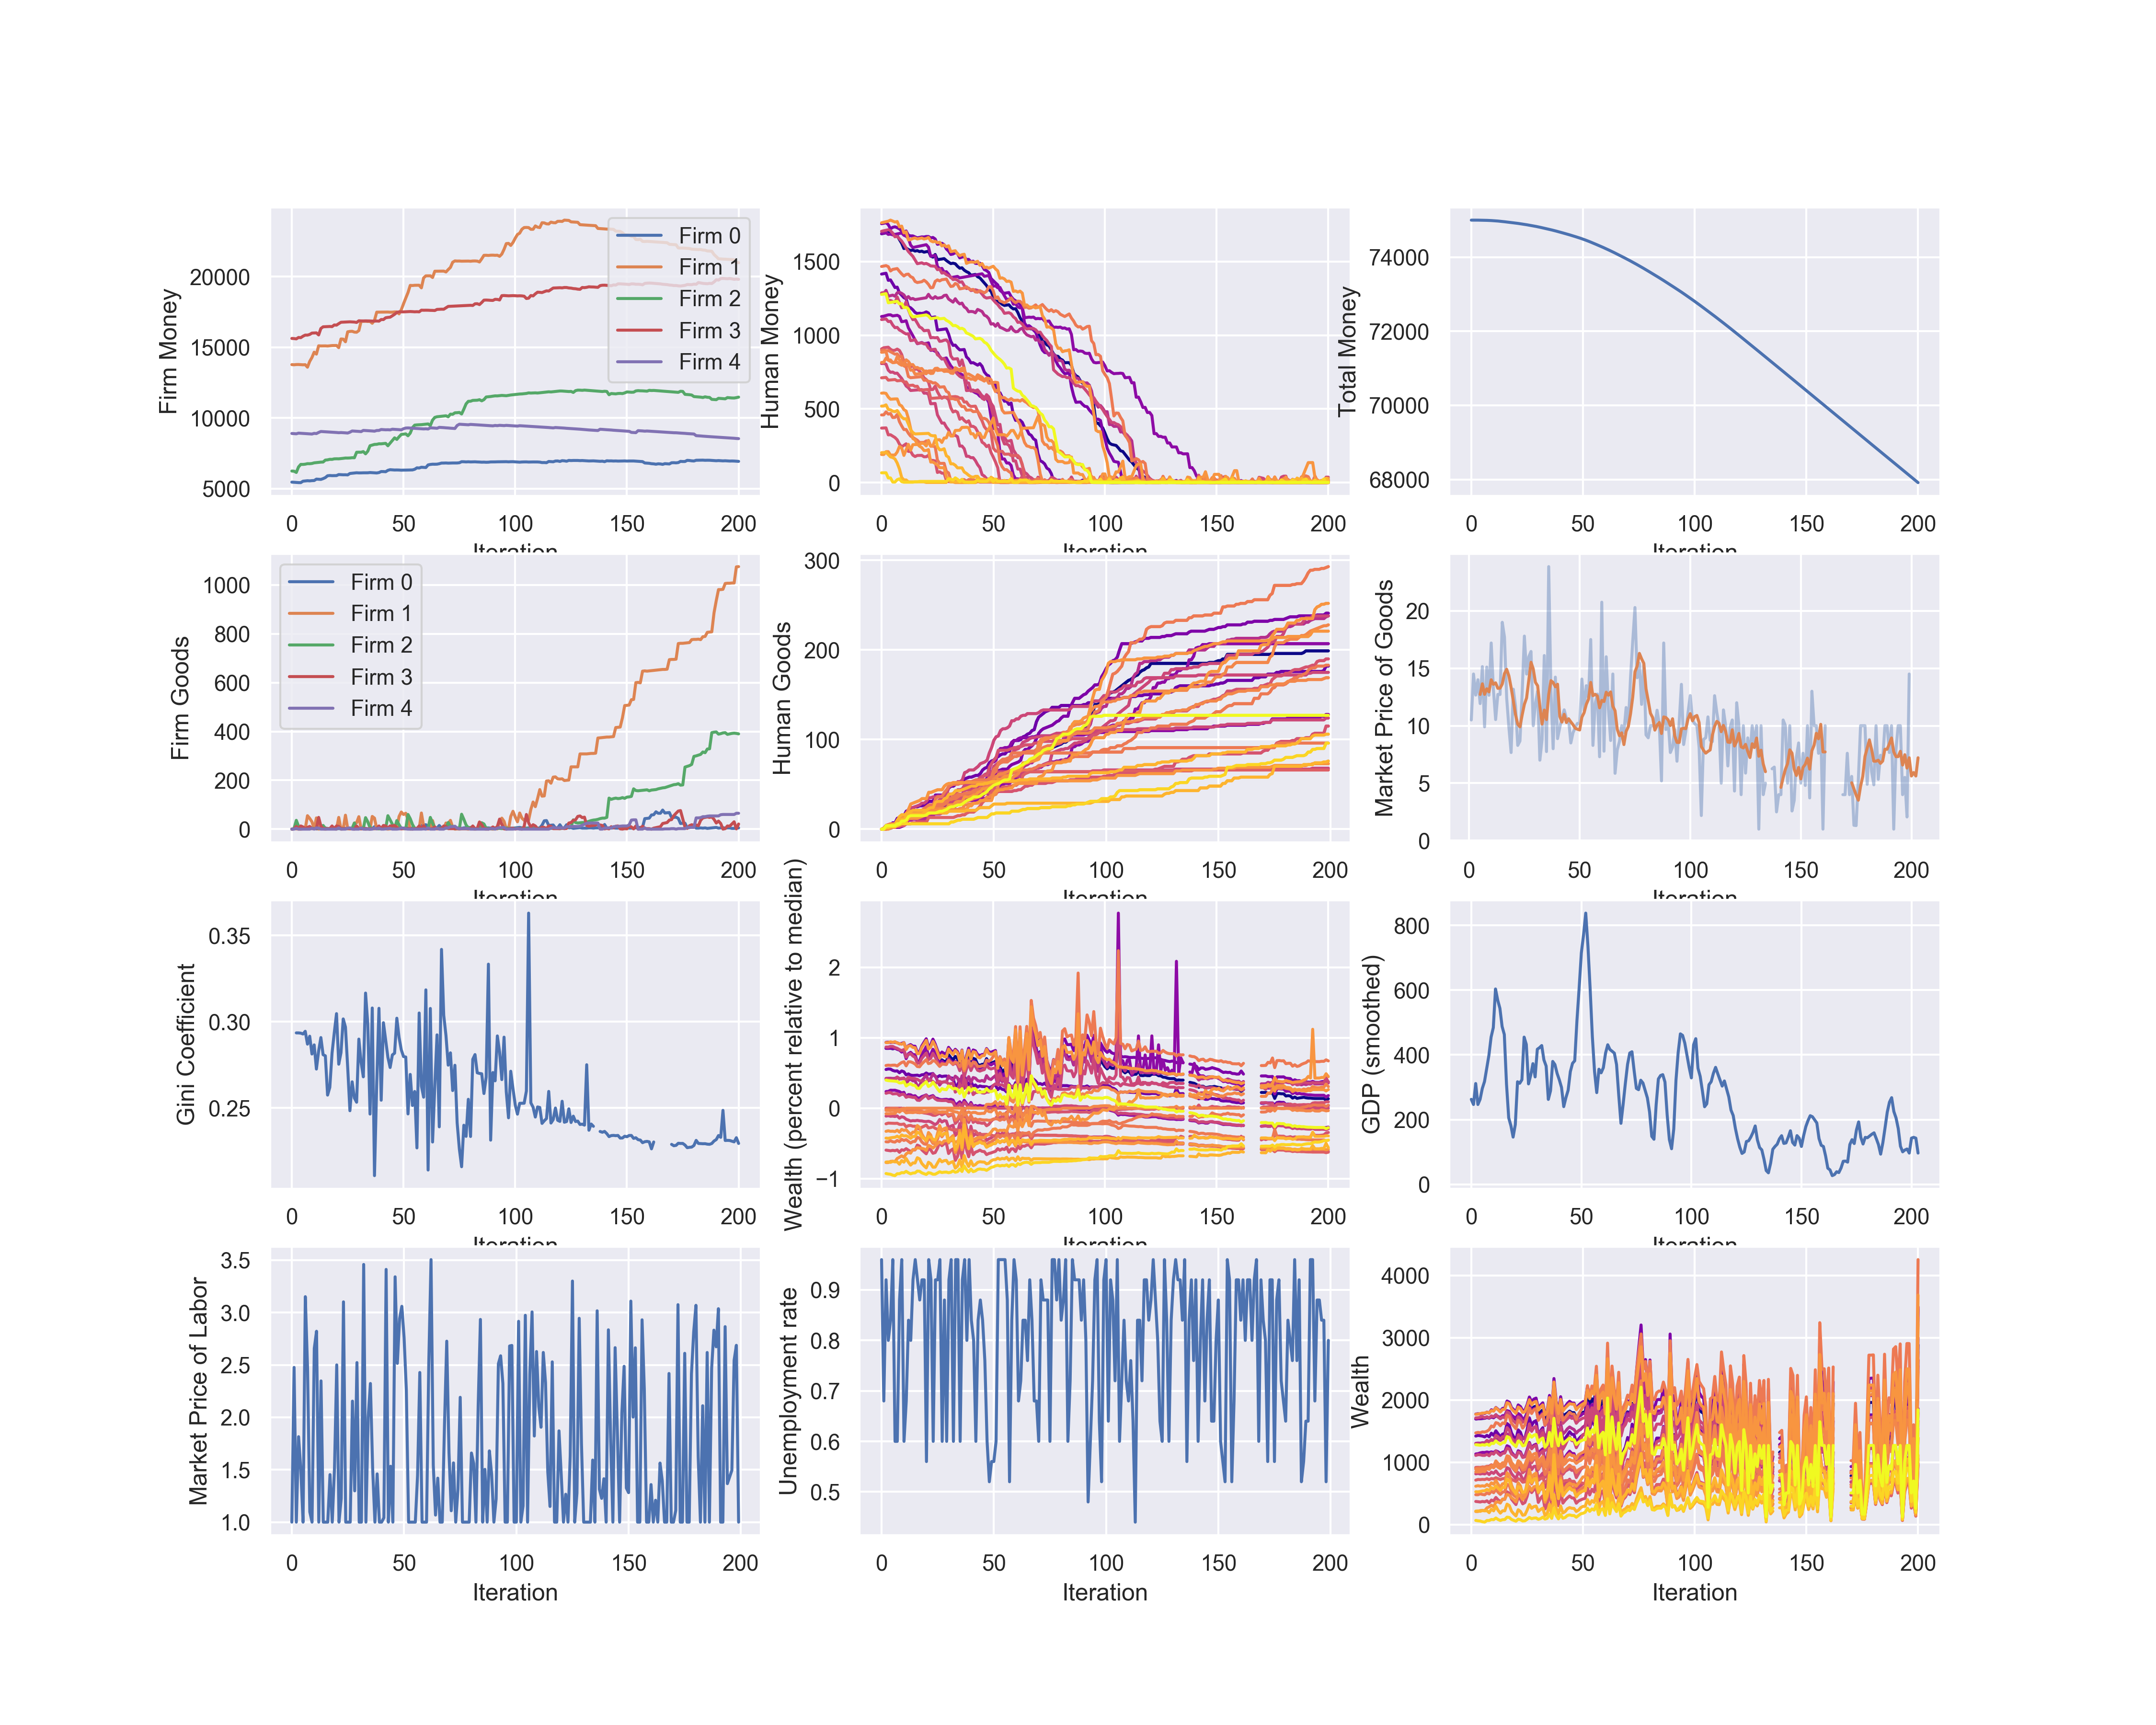 Firm Money
20000
15000
10000
5000
Firm 0
Firm 1
Firm 2
Firm 3
Firm 4
0 50 100 150 200
Iteration
Human Money
1500
1000
500
0
0 50 100 150 200
Iteration
Total Money
74000
72000
70000
68000
0 50 100 150 200
Iteration
Firm Goods
1000
800
600
400
200
0
Firm 0
Firm 1
Firm 2
Firm 3
Firm 4
0 50 100 150 200
Iteration
Human Goods
300
200
100
0
0 50 100 150 200
Iteration
Market Price of Goods
20
15
10
5
0
0 50 100 150 200
Iteration
Gini Coefficient
0.35
0.30
0.25
0 50 100 150 200
Iteration
Wealth (percent relative to median)
2
1
0
−1
0 50 100 150 200
Iteration
GDP (smoothed)
800
600
400
200
0
0 50 100 150 200
Iteration
Market Price of Labor
3.5
3.0
2.5
2.0
1.5
1.0
0 50 100 150 200
Iteration
Unemployment rate
0.9
0.8
0.7
0.6
0.5
0 50 100 150 200
Iteration
Wealth
4000
3000
2000
1000
0
0 50 100 150 200
Iteration